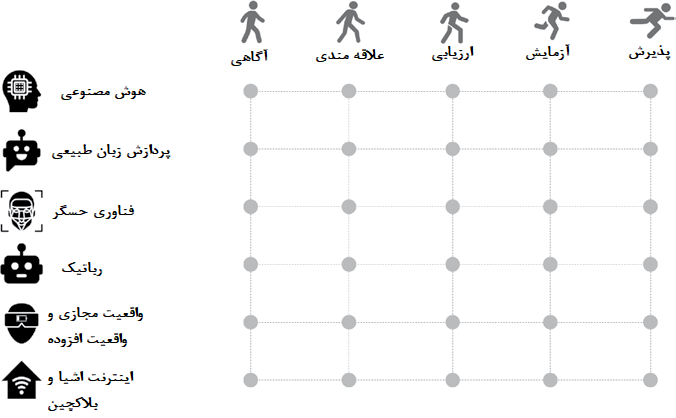 پذیرش
آزمایش
ارزیابی
علاقه مندی
آگاهی
هوش مصنوعی
پردازش زبان طبیعی
فناوری حسگر
رباتیک
واقعیت مجازی و
واقعیت افزوده
اینترنت اشیا و
بلاکچین